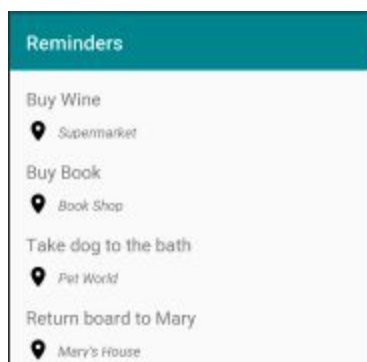 Reminders
Buy Wine
Supermarket
Buy Book
Book Shop
Take dog to the bath
Pet World
Return board to Mary
Mary's House